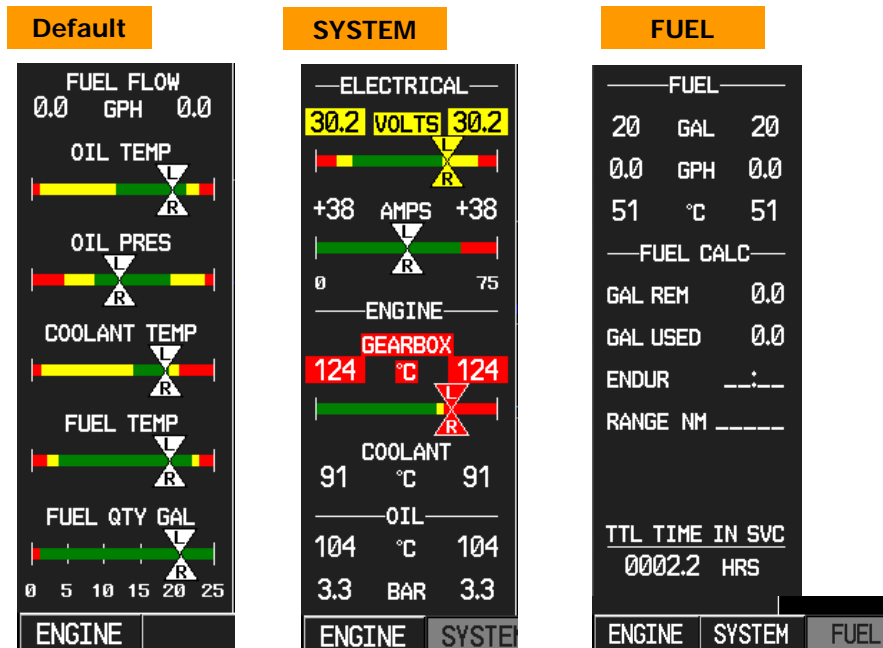 Default
FUEL FLOW
0.0 GPH 0.0
OIL TEMP
L
R
OIL PRES
L
R
COOLANT TEMP
L
R
FUEL TEMP
L
R
FUEL QTY GAL
L
R
0 5 10 15 20 25
ENGINE
SYSTEM
ELECTRICAL
30.2 VOLTS 30.2
L
R
+38 AMPS +38
L
R
0 75
ENGINE
GEARBOX
124 °C 124
L
R
COOLANT
91 °C 91
OIL
104 °C 104
3.3 BAR 3.3
ENGINE SYSTEM
FUEL
FUEL
20 GAL 20
0.0 GPH 0.0
51 °C 51
FUEL CALC
GAL REM 0.0
GAL USED 0.0
ENDUR __:__
RANGE NM _____
TTL TIME IN SVC
0002.2 HRS
ENGINE SYSTEM FUEL